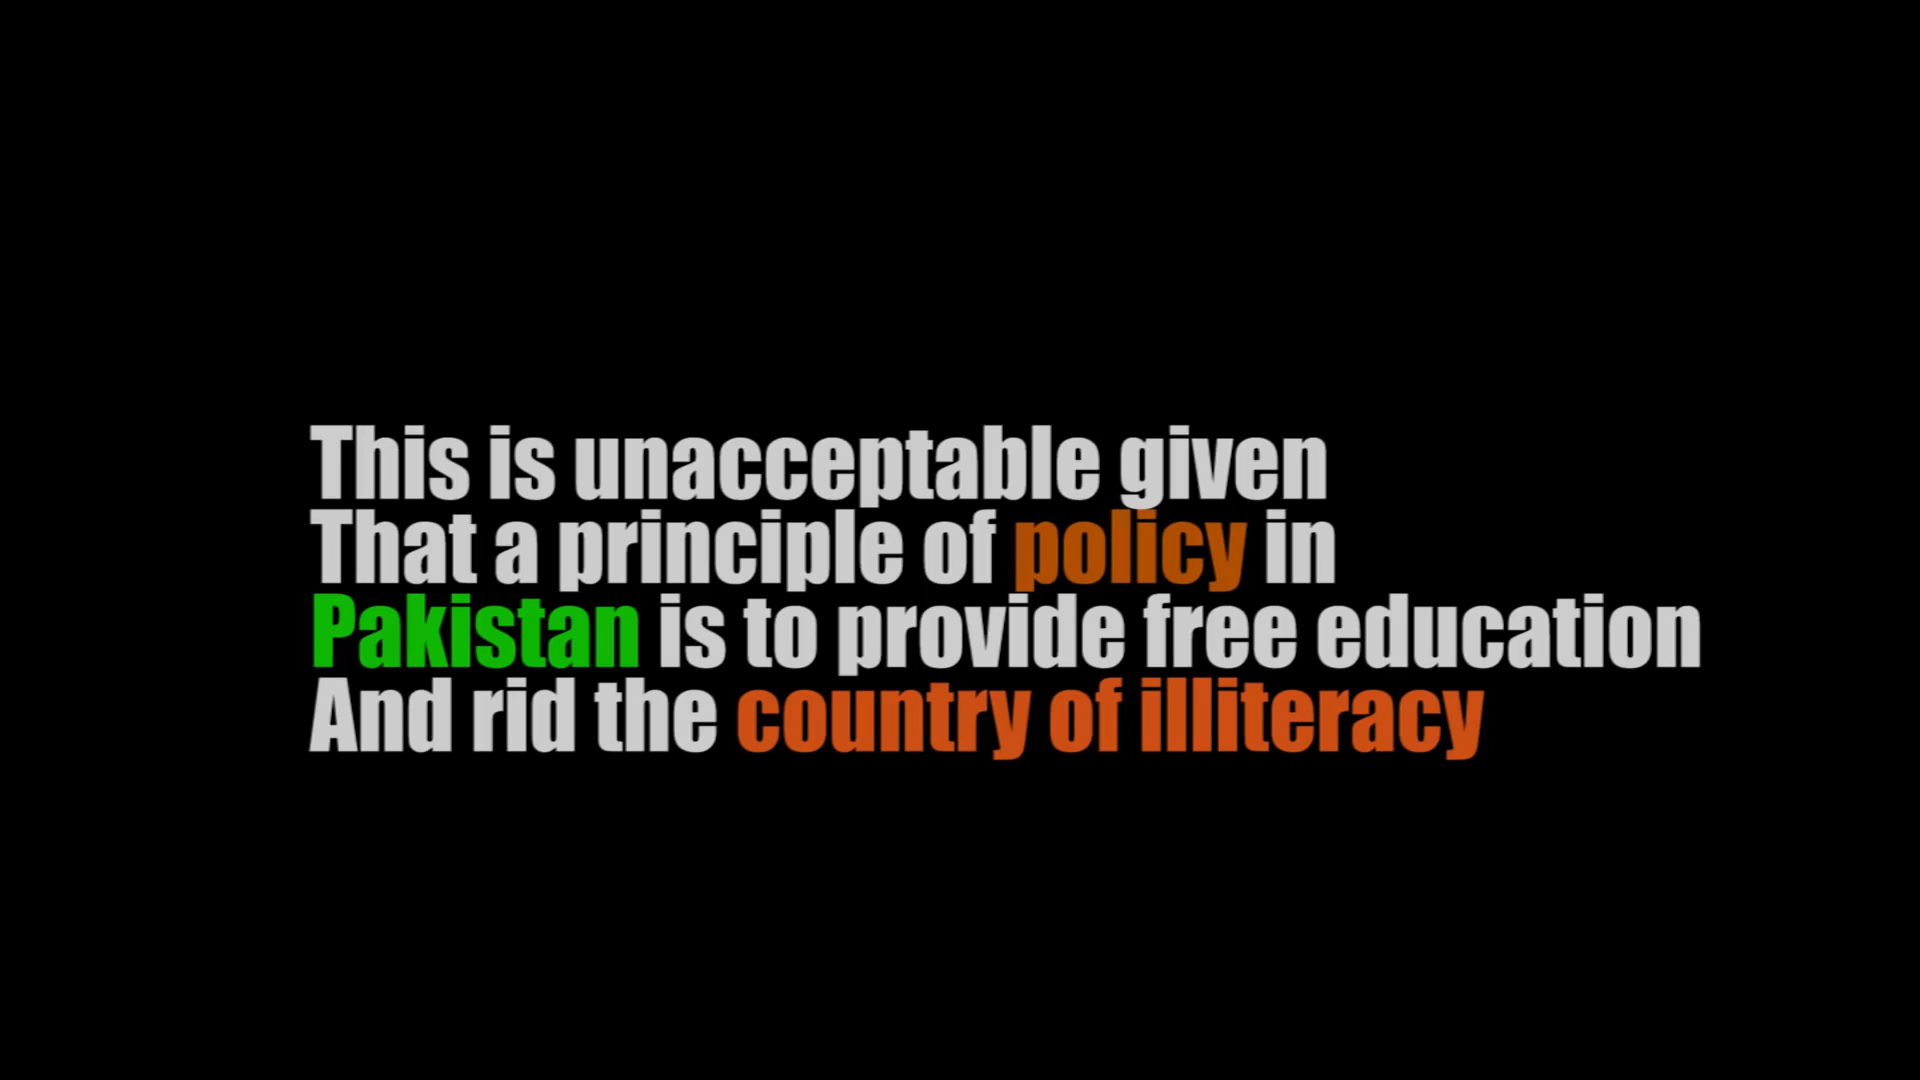 This is unacceptable given
That a principle of policy in
Pakistan is to provide free education
And rid the country of illiteracy